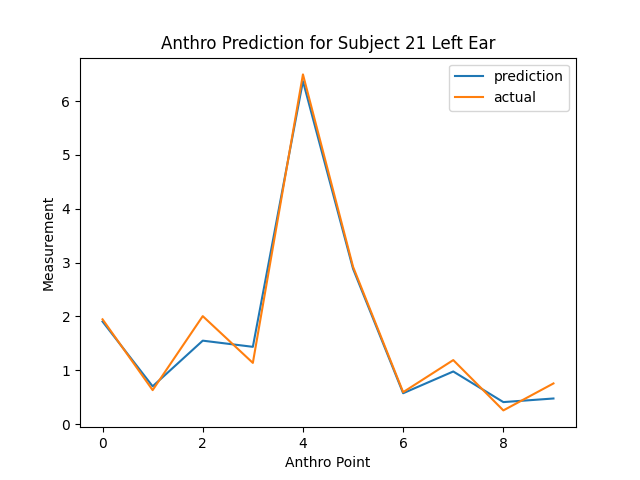 Anthro Prediction for Subject 21 Left Ear
prediction
actual
Measurement
6
5
4
3
2
1
0
0 2 4 6 8
Anthro Point